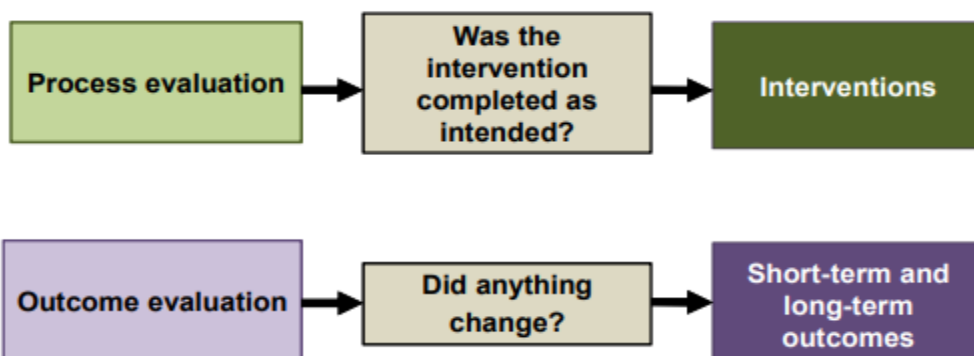 Process evaluation
Was the
intervention
completed as
intended?
Interventions
Outcome evaluation
Did anything
change?
Short-term and
long-term
outcomes